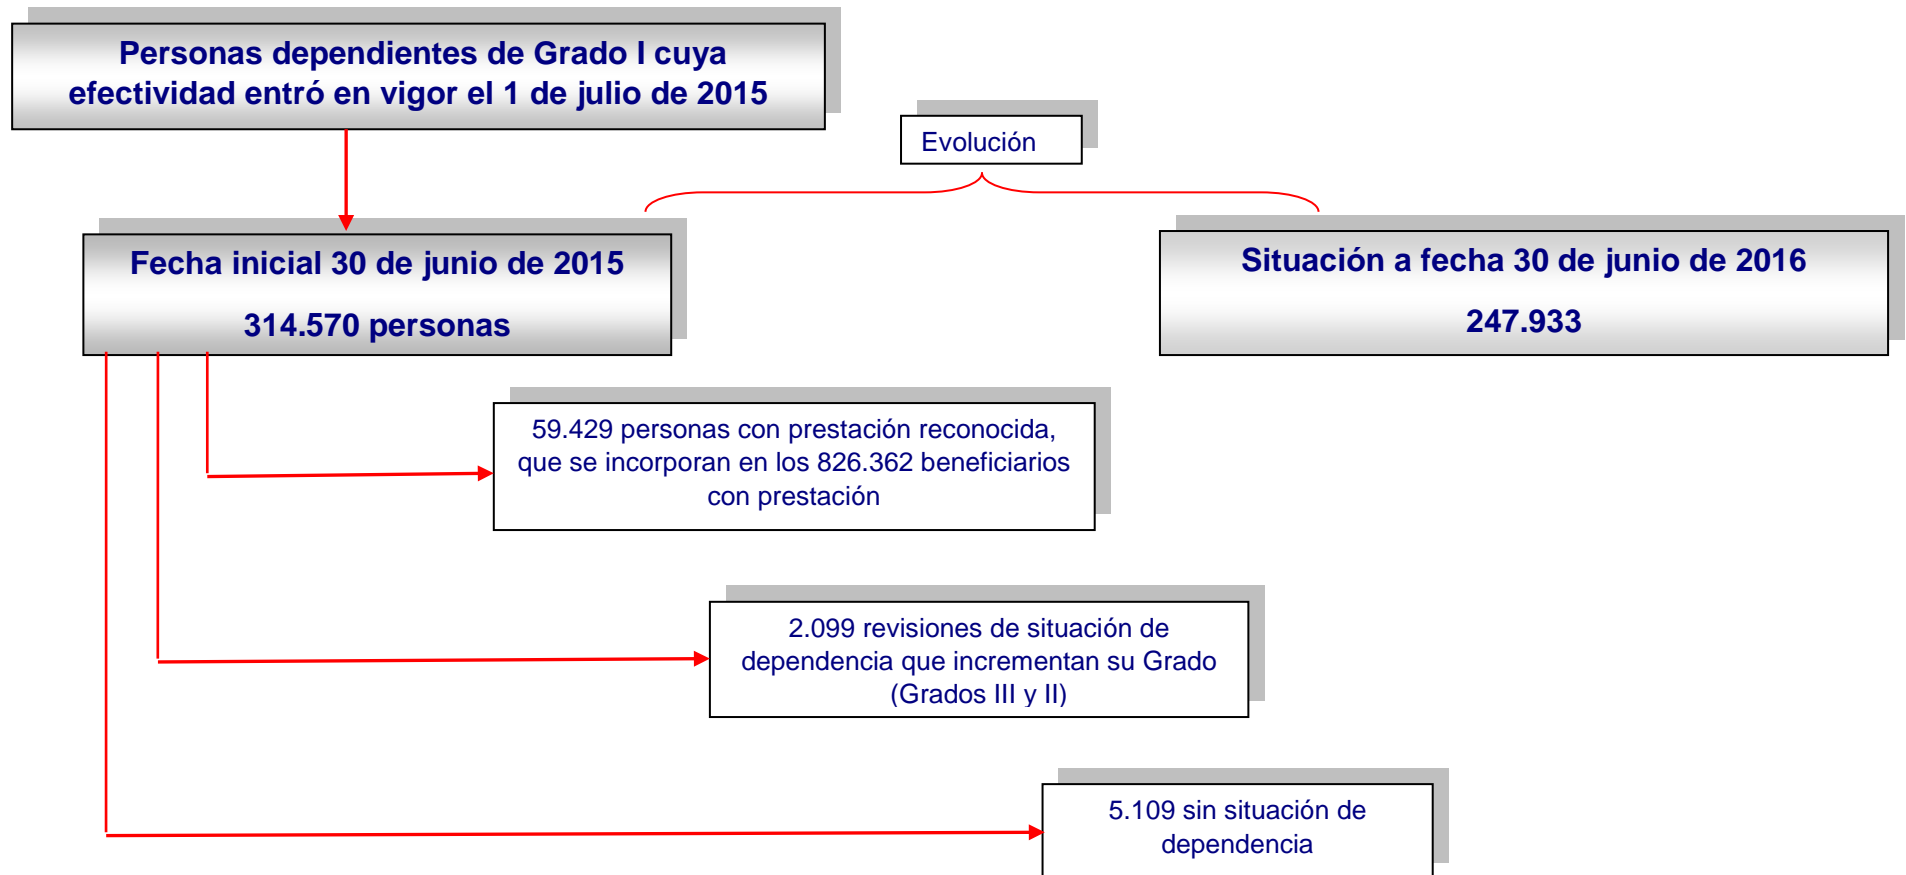 Personas dependientes de Grado I cuya
efectividad entró en vigor el 1 de julio de 2015
Evolución
Fecha inicial 30 de junio de 2015
314.570 personas
Situación a fecha 30 de junio de 2016
247.933
59.429 personas con prestación reconocida,
que se incorporan en los 826.362 beneficiarios
con prestación
2.099 revisiones de situación de
dependencia que incrementan su Grado
(Grados III y II)
5.109 sin situación de
dependencia